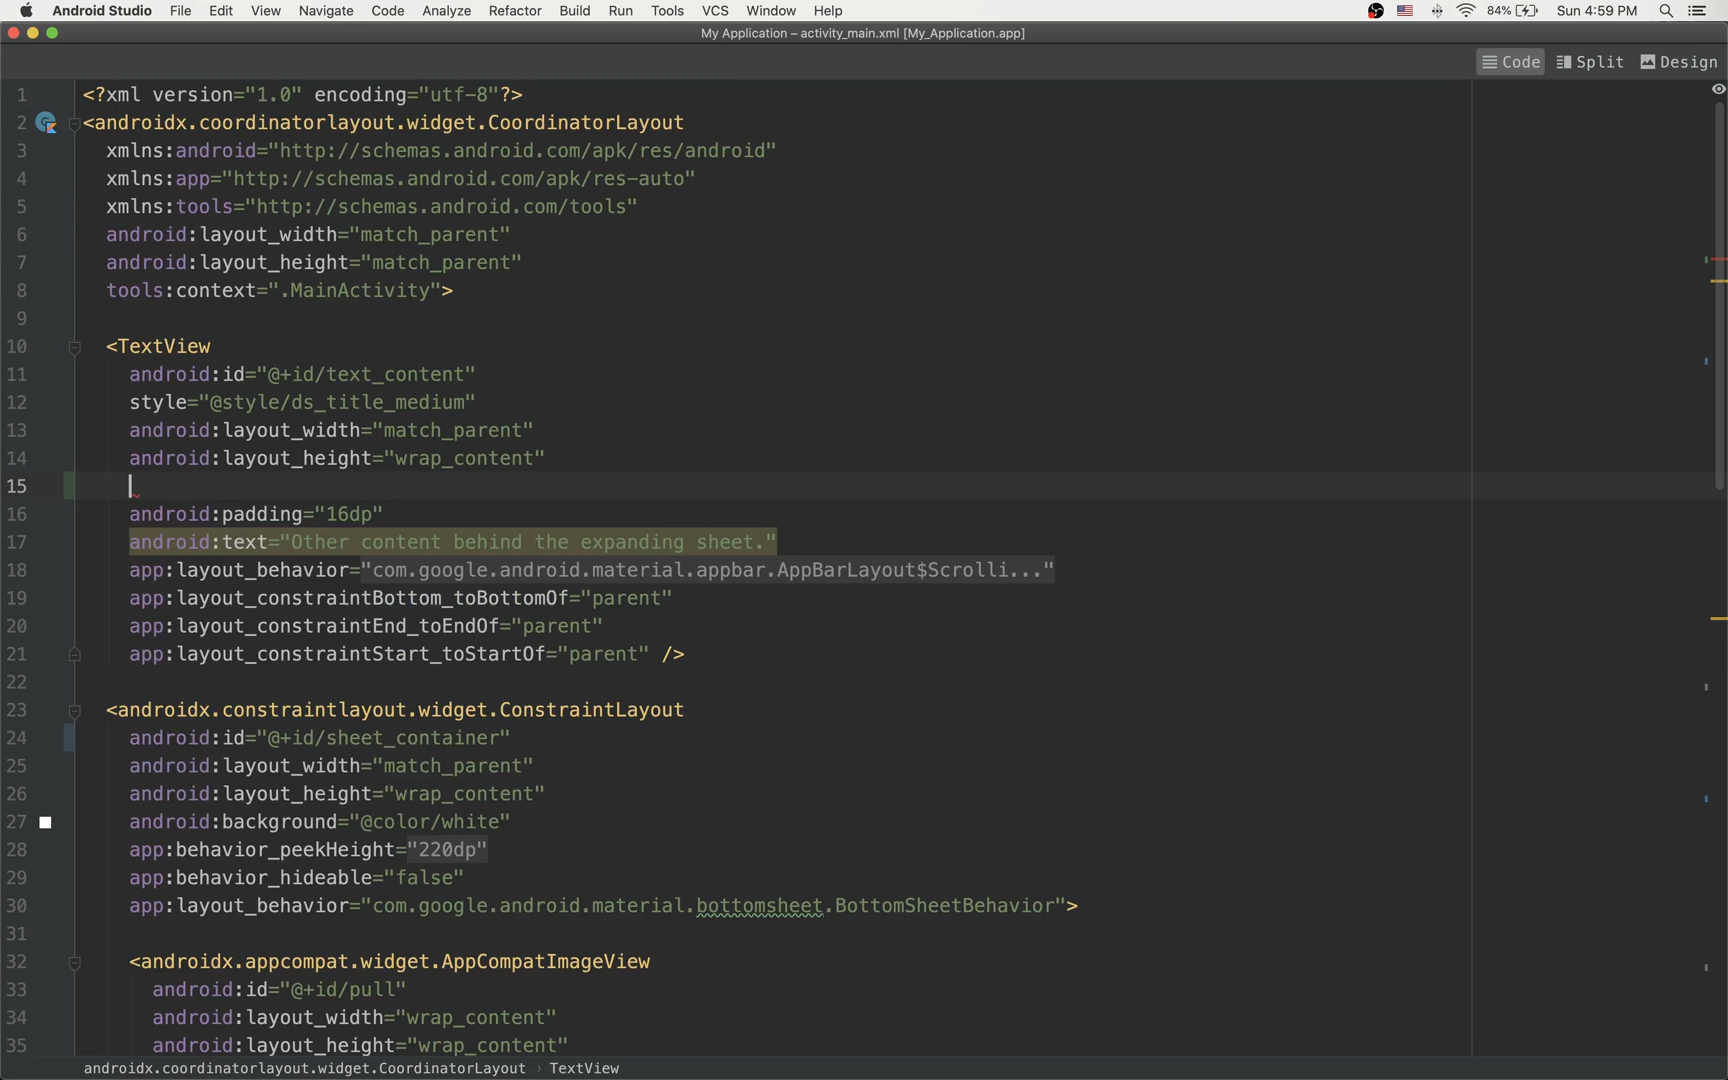 Android Studio File Edit View Navigate Code Analyze Refactor Build Run Tools VCS Window Help 84% Sun 4:59 PM
My Application – activity_main.xml [My_Application.app]
Code Split Design
1 <?xml version="1.0" encoding="utf-8"?>
2 <androidx.coordinatorlayout.widget.CoordinatorLayout
3 xmlns:android="http://schemas.android.com/apk/res/android"
4 xmlns:app="http://schemas.android.com/apk/res-auto"
5 xmlns:tools="http://schemas.android.com/tools"
6 android:layout_width="match_parent"
7 android:layout_height="match_parent"
8 tools:context=".MainActivity">
9
10 <TextView
11 android:id="@+id/text_content"
12 style="@style/ds_title_medium"
13 android:layout_width="match_parent"
14 android:layout_height="wrap_content"
15
16 android:padding="16dp"
17 android:text="Other content behind the expanding sheet."
18 app:layout_behavior="com.google.android.material.appbar.AppBarLayout$Scrolli..."
19 app:layout_constraintBottom_toBottomOf="parent"
20 app:layout_constraintEnd_toEndOf="parent"
21 app:layout_constraintStart_toStartOf="parent" />
22
23 <androidx.constraintlayout.widget.ConstraintLayout
24 android:id="@+id/sheet_container"
25 android:layout_width="match_parent"
26 android:layout_height="wrap_content"
27 android:background="@color/white"
28 app:behavior_peekHeight="220dp"
29 app:behavior_hideable="false"
30 app:layout_behavior="com.google.android.material.bottomsheet.BottomSheetBehavior">
31
32 <androidx.appcompat.widget.AppCompatImageView
33 android:id="@+id/pull"
34 android:layout_width="wrap_content"
35 android:layout_height="wrap_content"
androidx.coordinatorlayout.widget.CoordinatorLayout › TextView